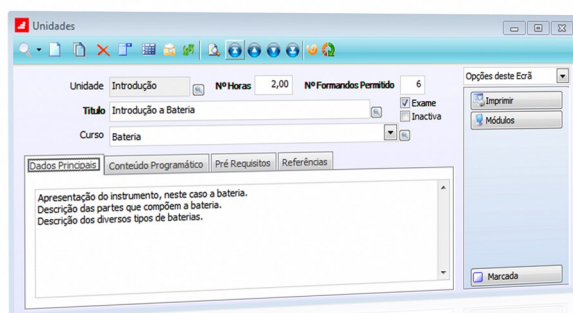 Unidades
Unidade Introdução Nº Horas 2,00 Nº Formandos Permitido 6
Titulo Introdução a Bateria
Exame
Inactiva
Curso Bateria
Dados Principais Conteúdo Programático Pré Requisitos Referências
Apresentação do instrumento, neste caso a bateria.
Descrição das partes que compõem a bateria.
Descrição dos diversos tipos de baterias.
Opções deste Ecrã
Imprimir
Módulos
Marcada